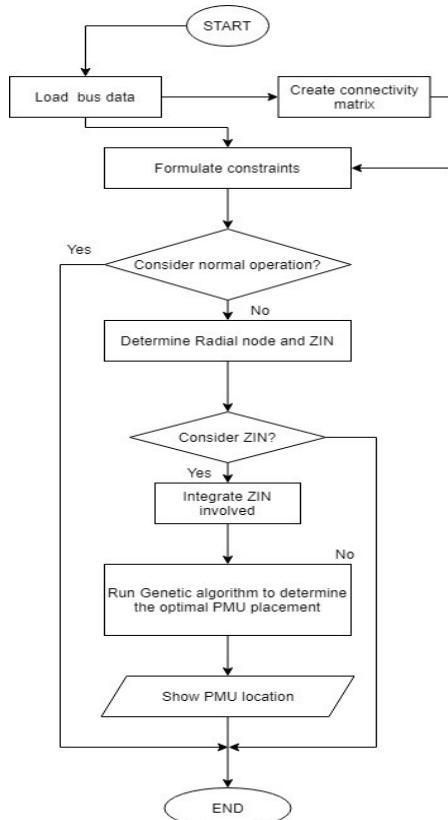 START
Load bus data
Create connectivity
matrix
Formulate constraints
Yes
Consider normal operation?
No
Determine Radial node and ZIN
Consider ZIN?
Yes
Integrate ZIN
involved
No
Run Genetic algorithm to determine
the optimal PMU placement
Show PMU location
END